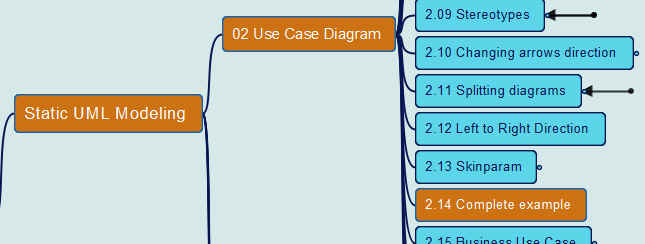 2.09 Stereotypes
02 Use Case Diagram
2.10 Changing arrows direction
2.11 Splitting diagrams
Static UML Modeling
2.12 Left to Right Direction
2.13 Skinparam
2.14 Complete example
2.15 Business Use Case